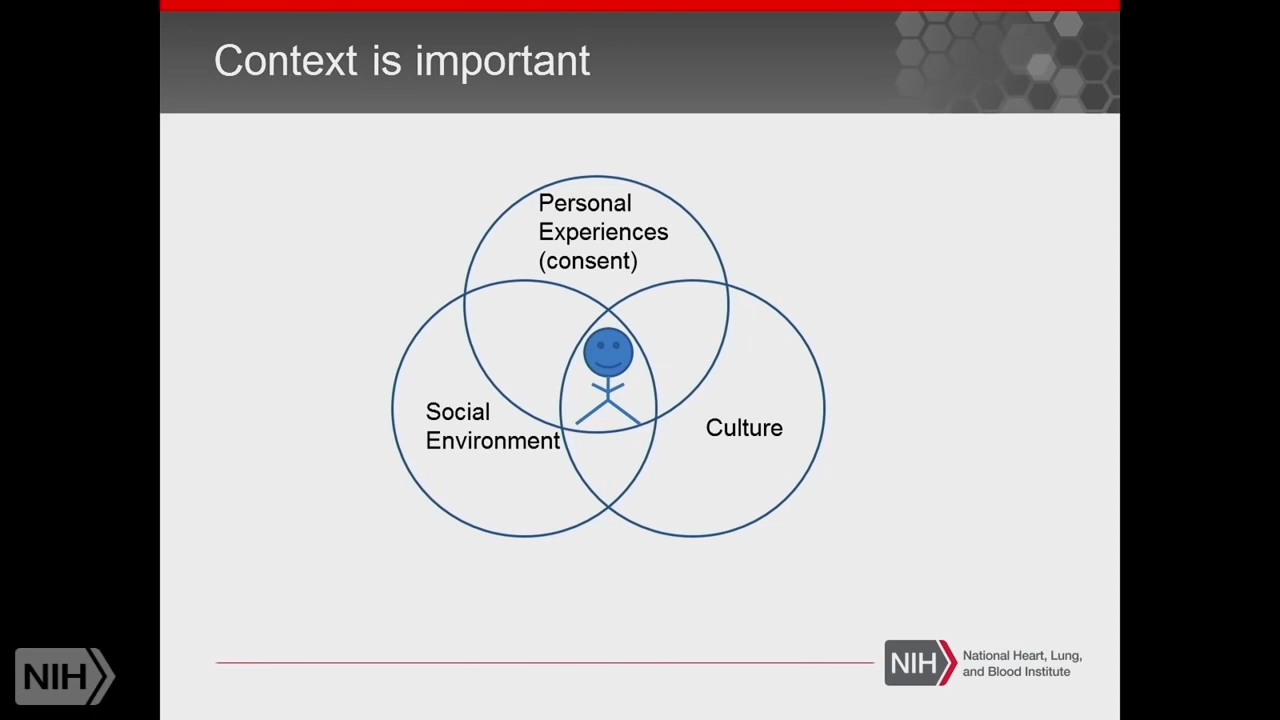 Context is important
Personal
Experiences
(consent)
Social
Environment
Culture
NIH
National Heart, Lung,
and Blood Institute
NIH